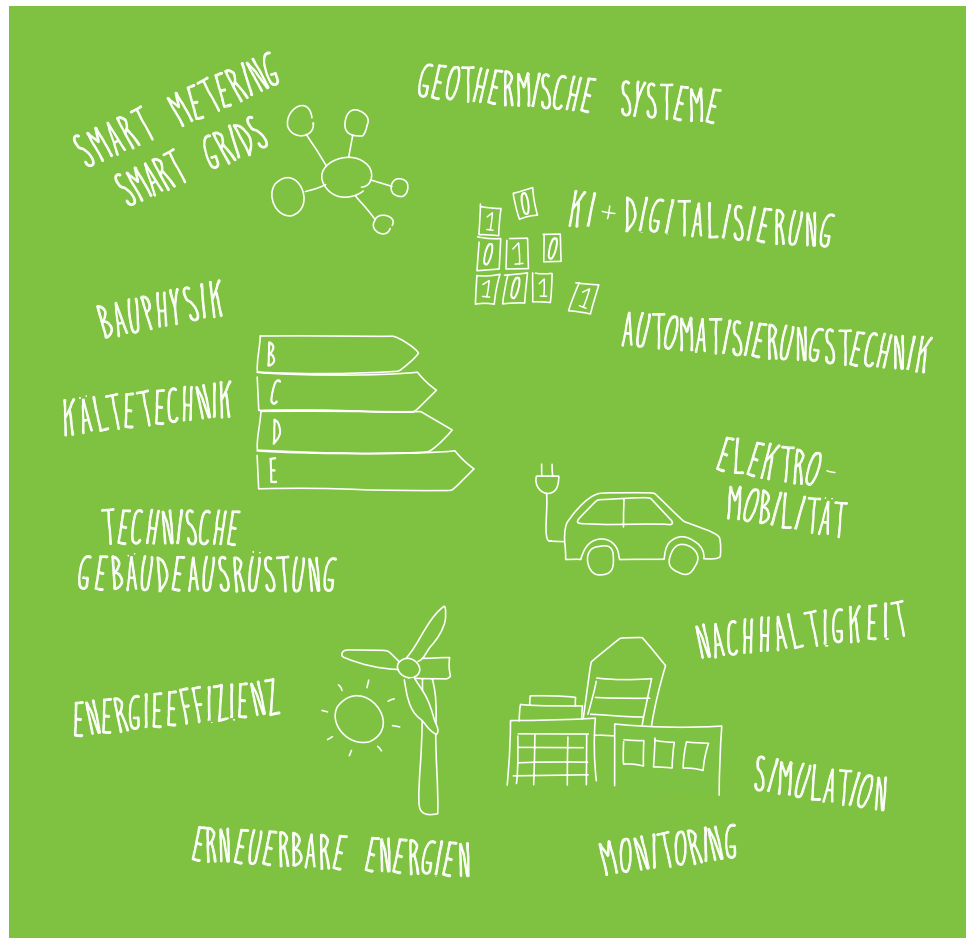 SMART METERING
SMART GRIDS
GEOTHERMISCHE SYSTEME
KI + DIGITALISIERUNG
0
1
0 1 0
1 0 1 1
AUTOMATISIERUNGSTECHNIK
BAUPHYSIK
KÄLTETECHNIK
B
C
D
E
ELEKTRO-
MOBILITÄT
TECHNISCHE
GEBÄUDEAUSRÜSTUNG
NACHHALTIGKEIT
ENERGIEEFFIZIENZ
SIMULATION
ERNEUERBARE ENERGIEN
MONITORING